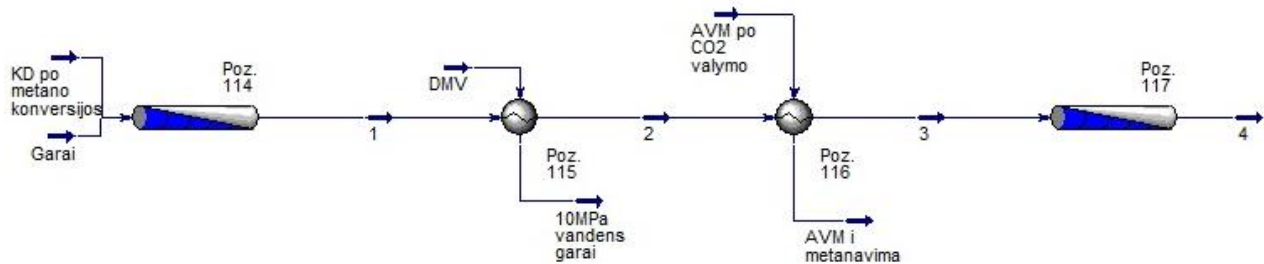 KD po
metano
konversijos
Garai
Poz.
114
1
DMV
Poz.
115
10MPa
vandens
garai
2
AVM po
CO2
valymo
Poz.
116
AVM i
metanavima
3
Poz.
117
4